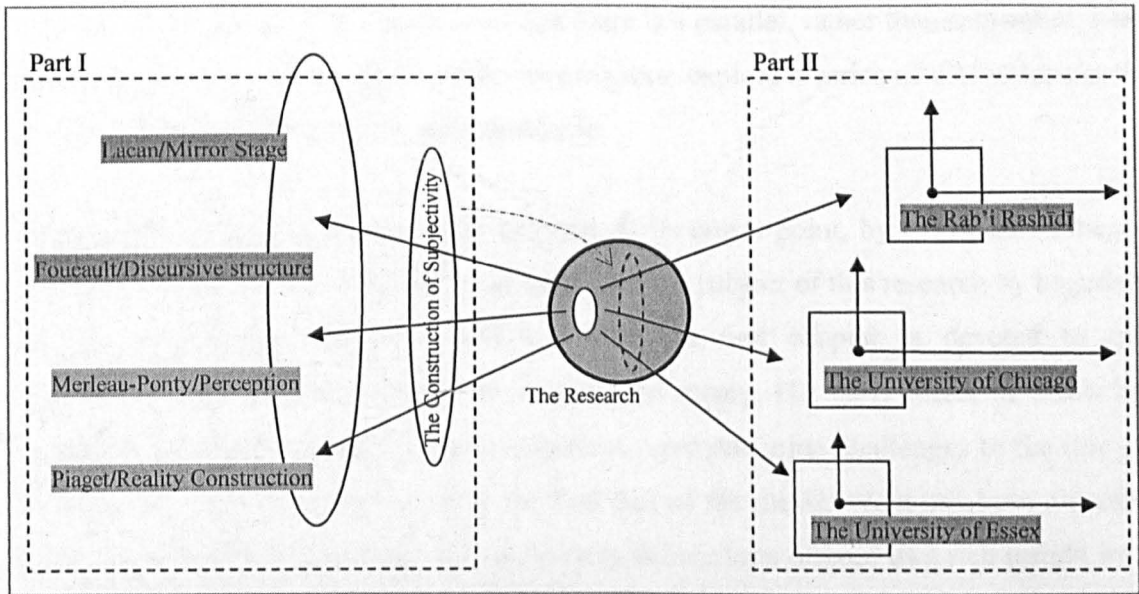 Part I
Lacan/Mirror Stage
Foucault/Discursive structure
Merleau-Ponty/Perception
Piaget/Reality Construction
The Construction of Subjectivity
The Research
Part II
The Rab'i Rashidi
The University of Chicago
The University of Essex